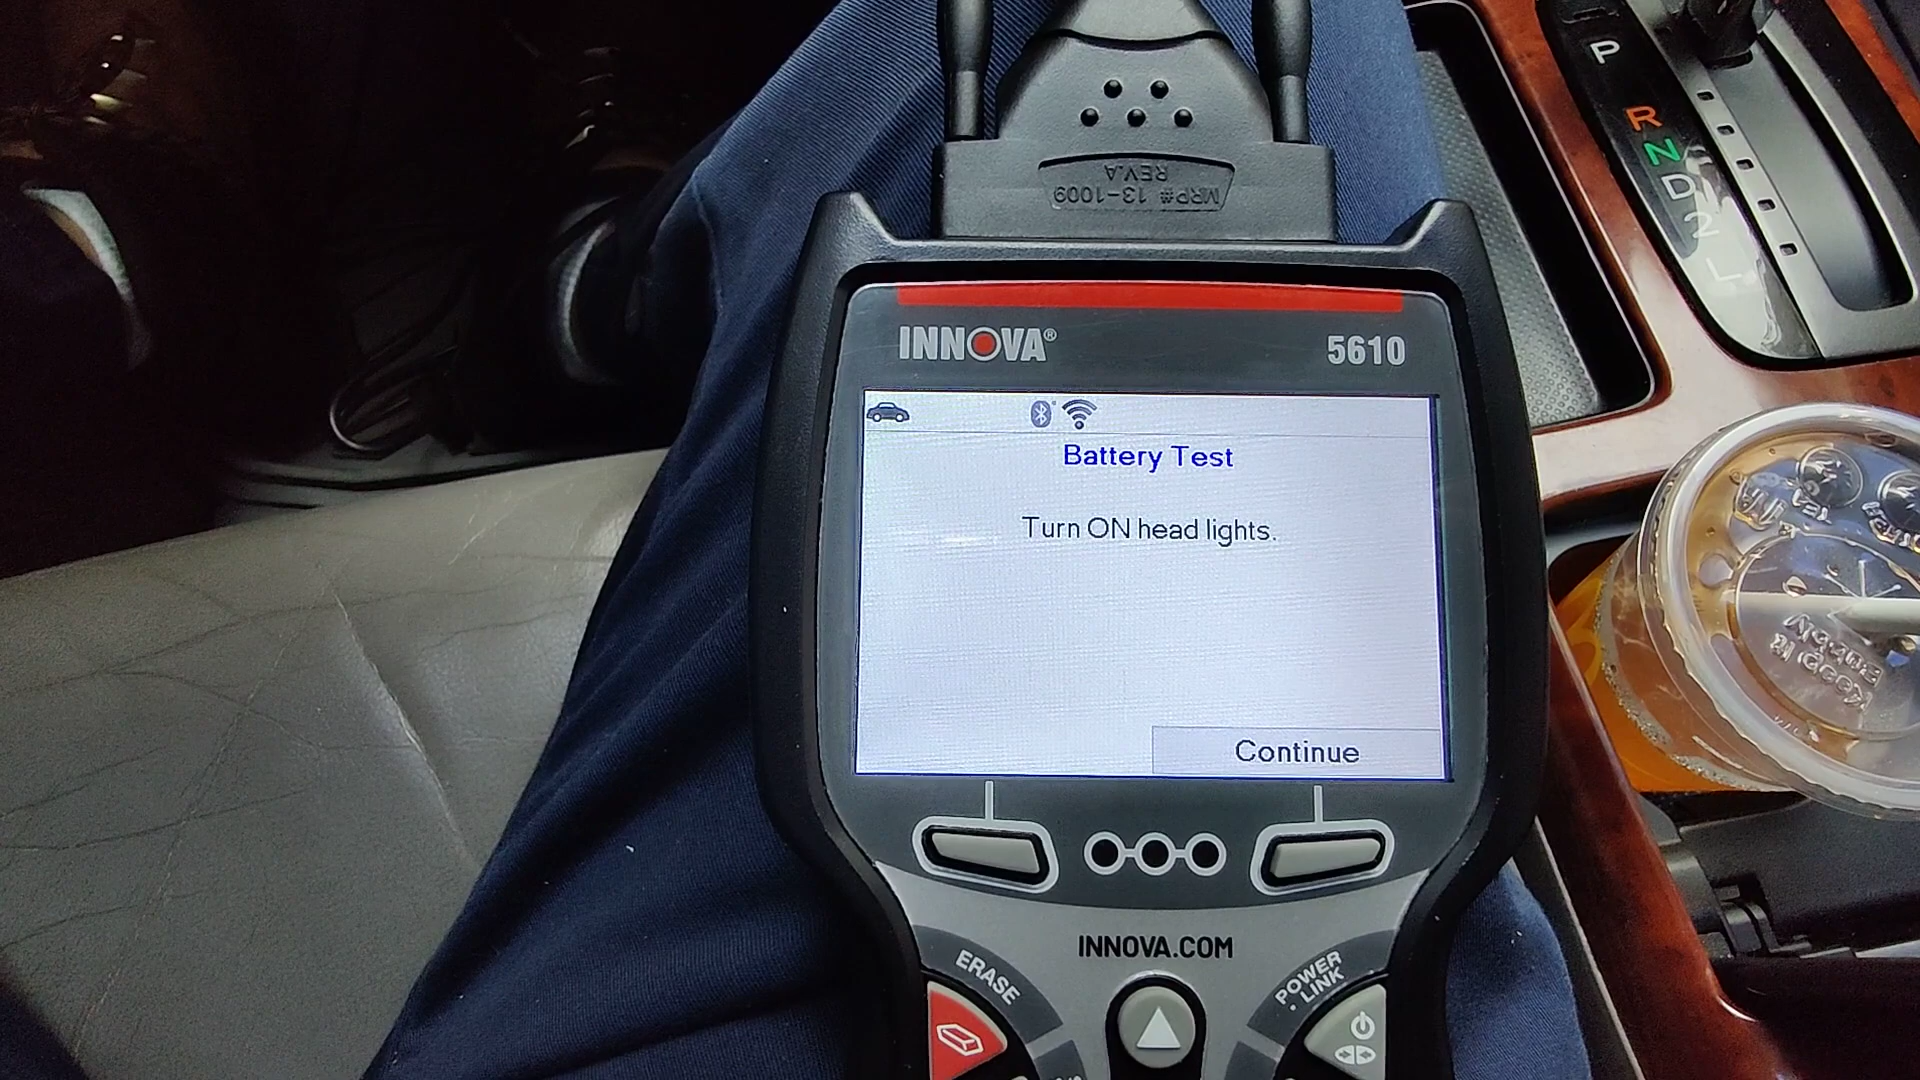 MRP# 13-1009
REV.A
P
R
N
D
2
L
INNOVA®
5610
Battery Test
Turn ON head lights.
Continue
INNOVA.COM
ERASE
POWER
LINK